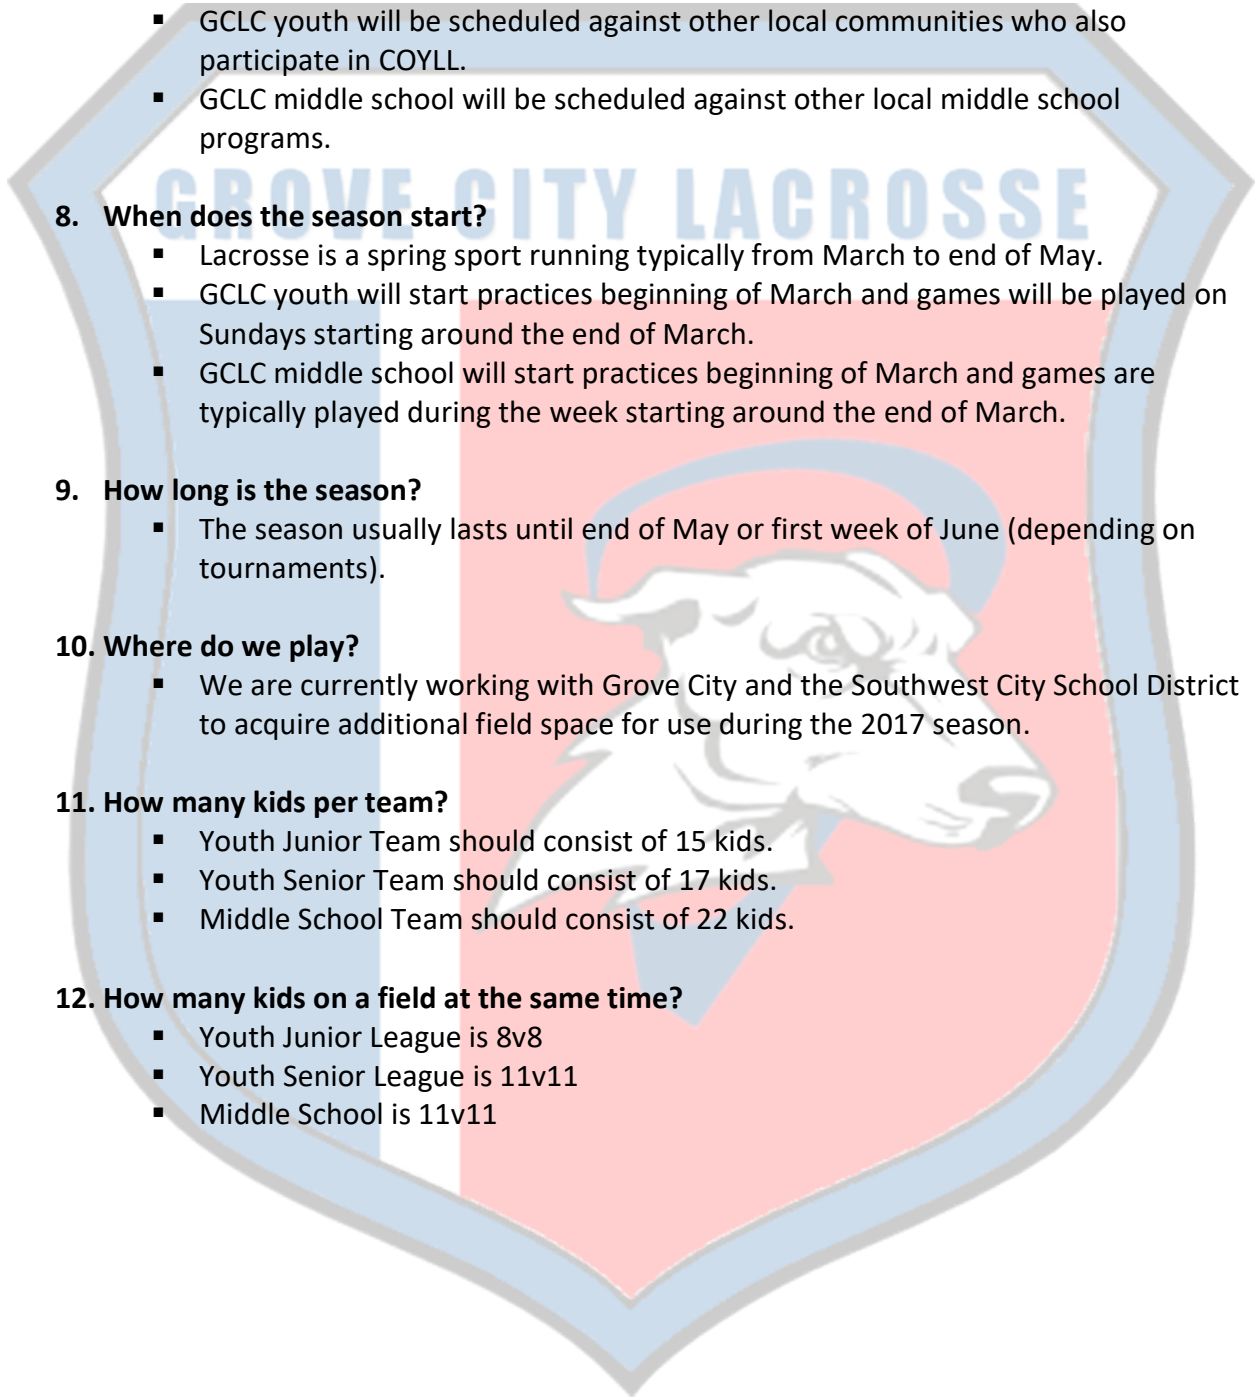 ▪ GCLC youth will be scheduled against other local communities who also
participate in COYLL.
▪ GCLC middle school will be scheduled against other local middle school
programs.
GROVE CITY LACROSSE
8. When does the season start?
▪ Lacrosse is a spring sport running typically from March to end of May.
▪ GCLC youth will start practices beginning of March and games will be played on
Sundays starting around the end of March.
▪ GCLC middle school will start practices beginning of March and games are
typically played during the week starting around the end of March.
9. How long is the season?
▪ The season usually lasts until end of May or first week of June (depending on
tournaments).
10. Where do we play?
▪ We are currently working with Grove City and the Southwest City School District
to acquire additional field space for use during the 2017 season.
11. How many kids per team?
▪ Youth Junior Team should consist of 15 kids.
▪ Youth Senior Team should consist of 17 kids.
▪ Middle School Team should consist of 22 kids.
12. How many kids on a field at the same time?
▪ Youth Junior League is 8v8
▪ Youth Senior League is 11v11
▪ Middle School is 11v11